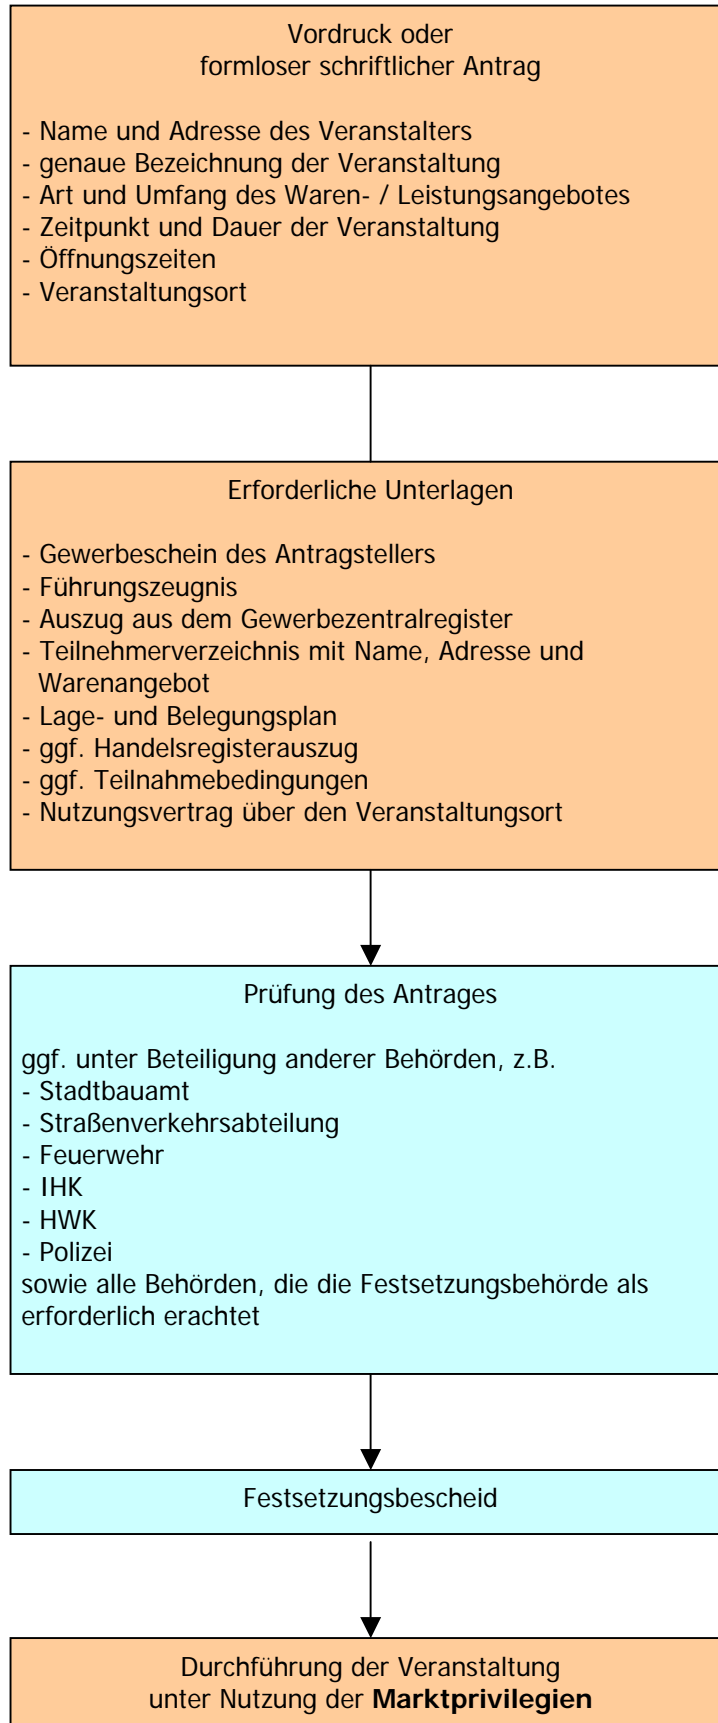 Vordruck oder
formloser schriftlicher Antrag
- Name und Adresse des Veranstalters
- genaue Bezeichnung der Veranstaltung
- Art und Umfang des Waren- / Leistungsangebotes
- Zeitpunkt und Dauer der Veranstaltung
- Öffnungszeiten
- Veranstaltungsort
Erforderliche Unterlagen
- Gewerbeschein des Antragstellers
- Führungszeugnis
- Auszug aus dem Gewerbezentralregister
- Teilnehmerverzeichnis mit Name, Adresse und
Warenangebot
- Lage- und Belegungsplan
- ggf. Handelsregisterauszug
- ggf. Teilnahmebedingungen
- Nutzungsvertrag über den Veranstaltungsort
Prüfung des Antrages
ggf. unter Beteiligung anderer Behörden, z.B.
- Stadtbauamt
- Straßenverkehrsabteilung
- Feuerwehr
- IHK
- HWK
- Polizei
sowie alle Behörden, die die Festsetzungsbehörde als
erforderlich erachtet
Festsetzungsbescheid
Durchführung der Veranstaltung
unter Nutzung der Marktprivilegien